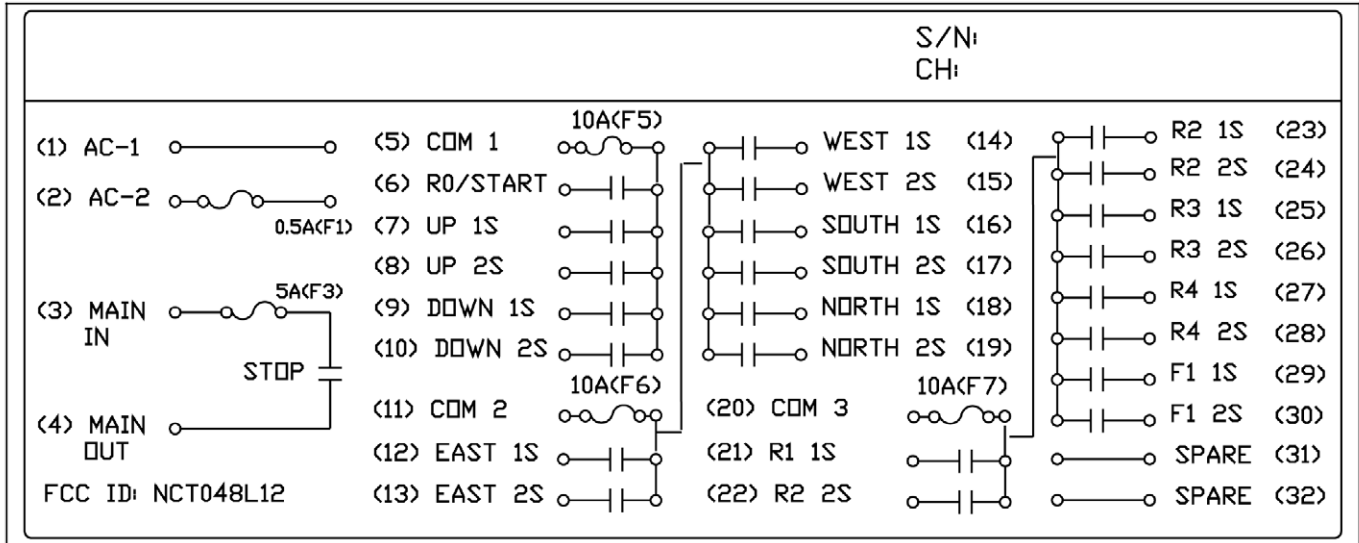 S/N:
CH:
(1) AC-1
(2) AC-2
0.5A(F1)
(3) MAIN
IN
5A(F3)
STOP
(4) MAIN
OUT
FCC ID: NCT048L12
(5) COM 1
10A(F5)
(6) R0/START
(7) UP 1S
(8) UP 2S
(9) DOWN 1S
(10) DOWN 2S
10A(F6)
(11) COM 2
(12) EAST 1S
(13) EAST 2S
WEST 1S (14)
WEST 2S (15)
SOUTH 1S (16)
SOUTH 2S (17)
NORTH 1S (18)
NORTH 2S (19)
10A(F7)
(20) COM 3
(21) R1 1S
(22) R2 2S
R2 1S (23)
R2 2S (24)
R3 1S (25)
R3 2S (26)
R4 1S (27)
R4 2S (28)
F1 1S (29)
F1 2S (30)
SPARE (31)
SPARE (32)